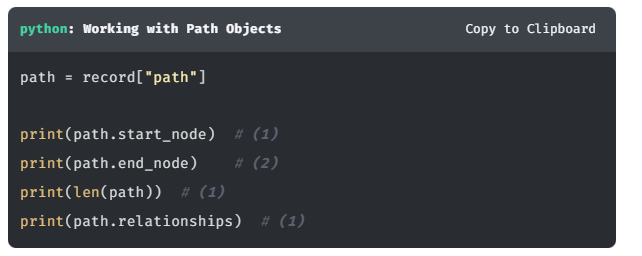 python: Working with Path Objects Copy to Clipboard
path = record["path"]
print(path.start_node)  # (1)
print(path.end_node)    # (2)
print(len(path))  # (1)
print(path.relationships)  # (1)